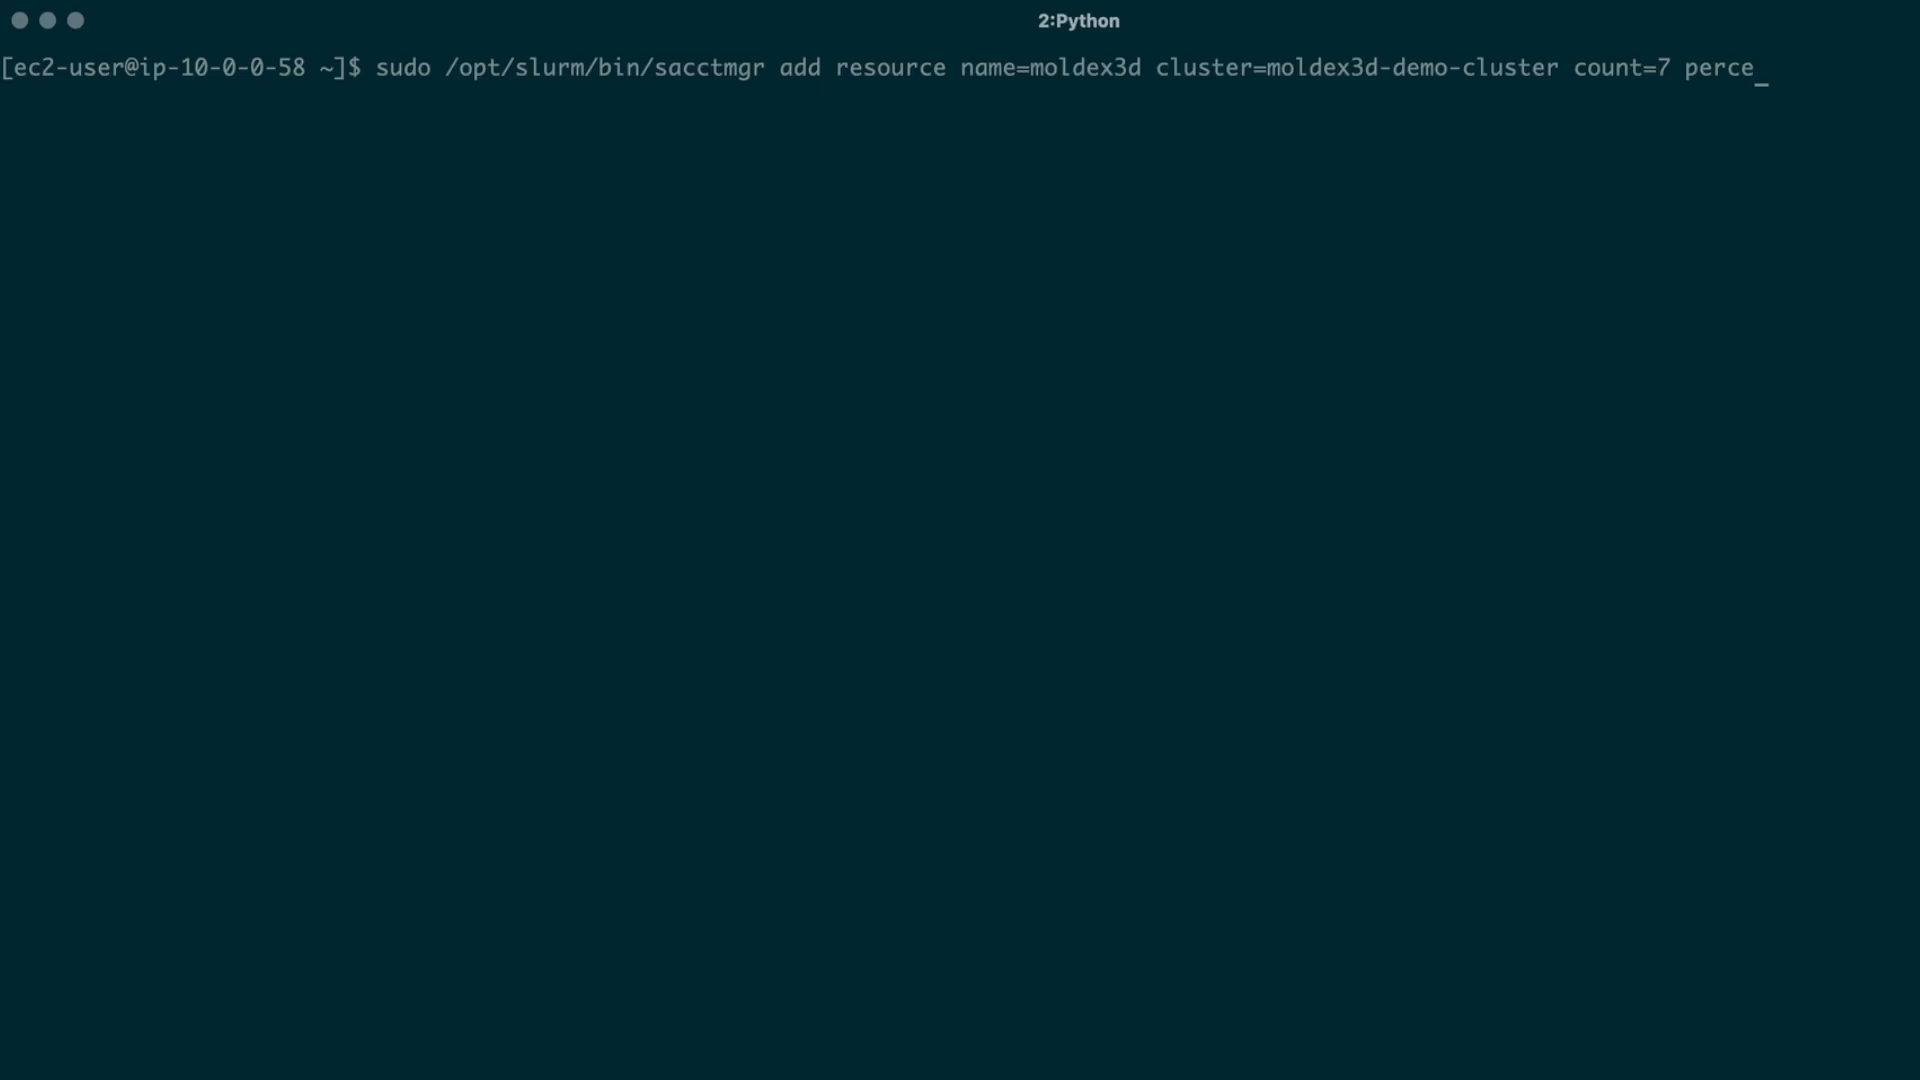 2:Python
[ec2-user@ip-10-0-0-58 ~]$ sudo /opt/slurm/bin/sacctmgr add resource name=moldex3d cluster=moldex3d-demo-cluster count=7 perce_